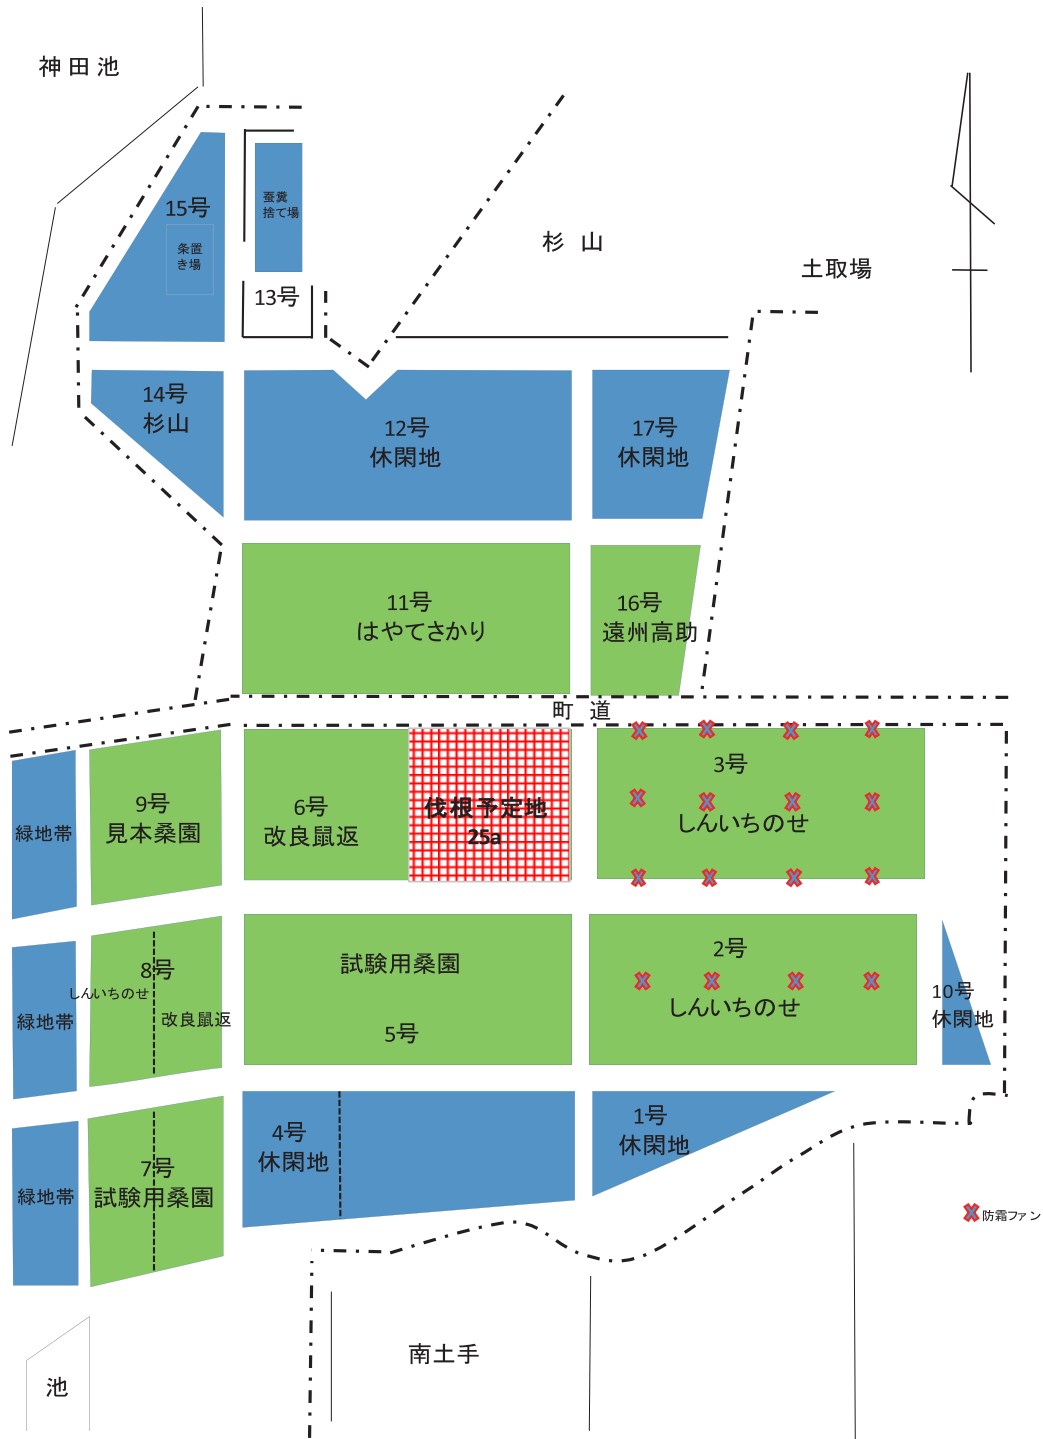 神田池
15号
条置
き場
蚕糞
捨て場
13号
杉 山
土取場
14号
杉山
12号
休閑地
17号
休閑地
11号
はやてさかり
16号
遠州高助
町 道
緑地帯
9号
見本桑園
6号
改良鼠返
伐根予定地
25a
3号
しんいちのせ
緑地帯
8号
しんいちのせ
改良鼠返
試験用桑園
5号
2号
しんいちのせ
10号
休閑地
緑地帯
7号
試験用桑園
4号
休閑地
1号
休閑地
防霜ファン
南土手
池